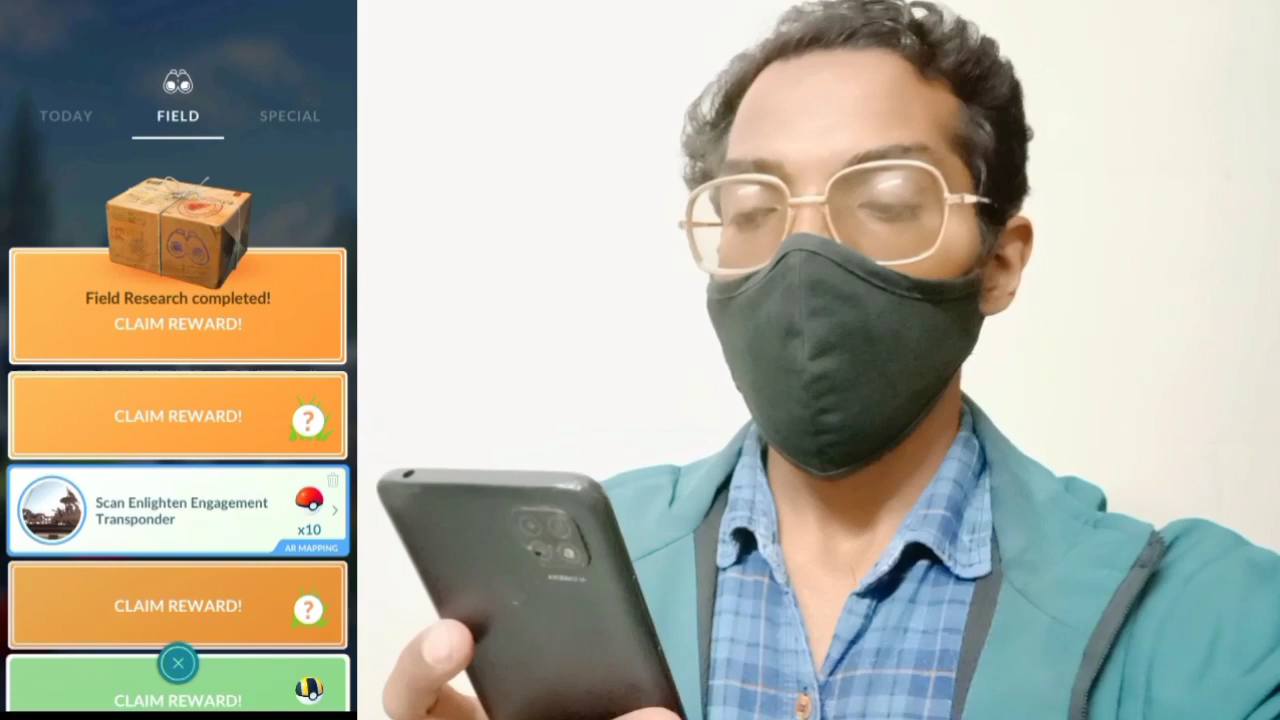 TODAY
FIELD
SPECIAL
Field Research completed!
CLAIM REWARD!
CLAIM REWARD!
?
Scan Enlighten Engagement
Transponder
x10
AR MAPPING
CLAIM REWARD!
?
CLAIM REWARD!